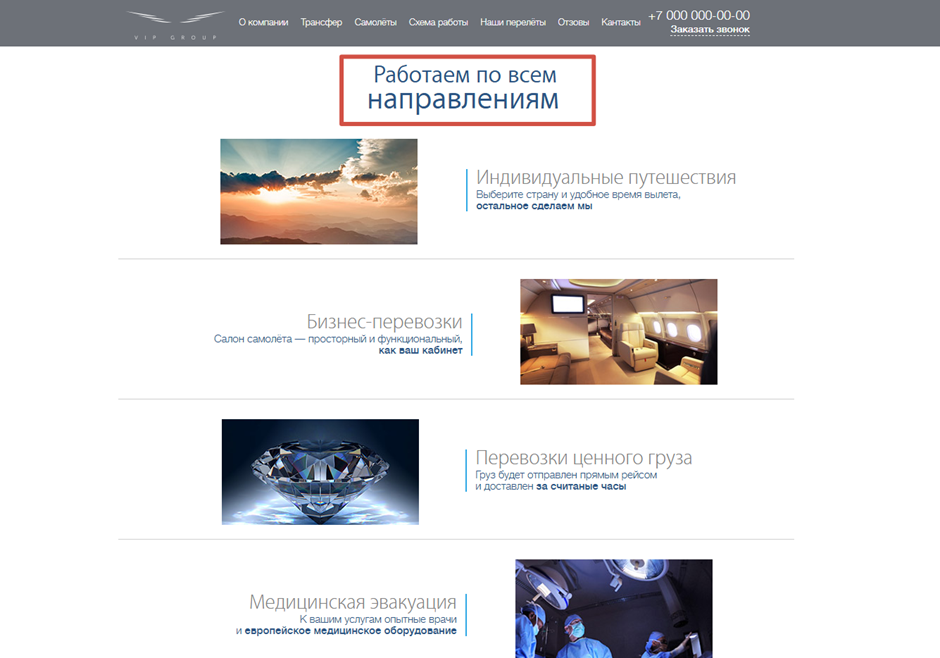 VIP GROUP
О компании Трансфер Самолёты Схема работы Наши перелёты Отзовы Кантакты
+7 000 000-00-00
Заказать звонок
Работаем по всем
направлениям
Индивидуальные путешествия
Выберите страну и удобное время вылета,
остальное сделаем мы
Бизнес-перевозки
Салон самолёта — просторный и функциональный,
как ваш кабинет
Перевозки ценного груза
Груз будет отправлен прямым рейсом
и доставлен за считаные часы
Медицинская эвакуация
К вашим услугам опытные врачи
и европейское медицинское оборудование